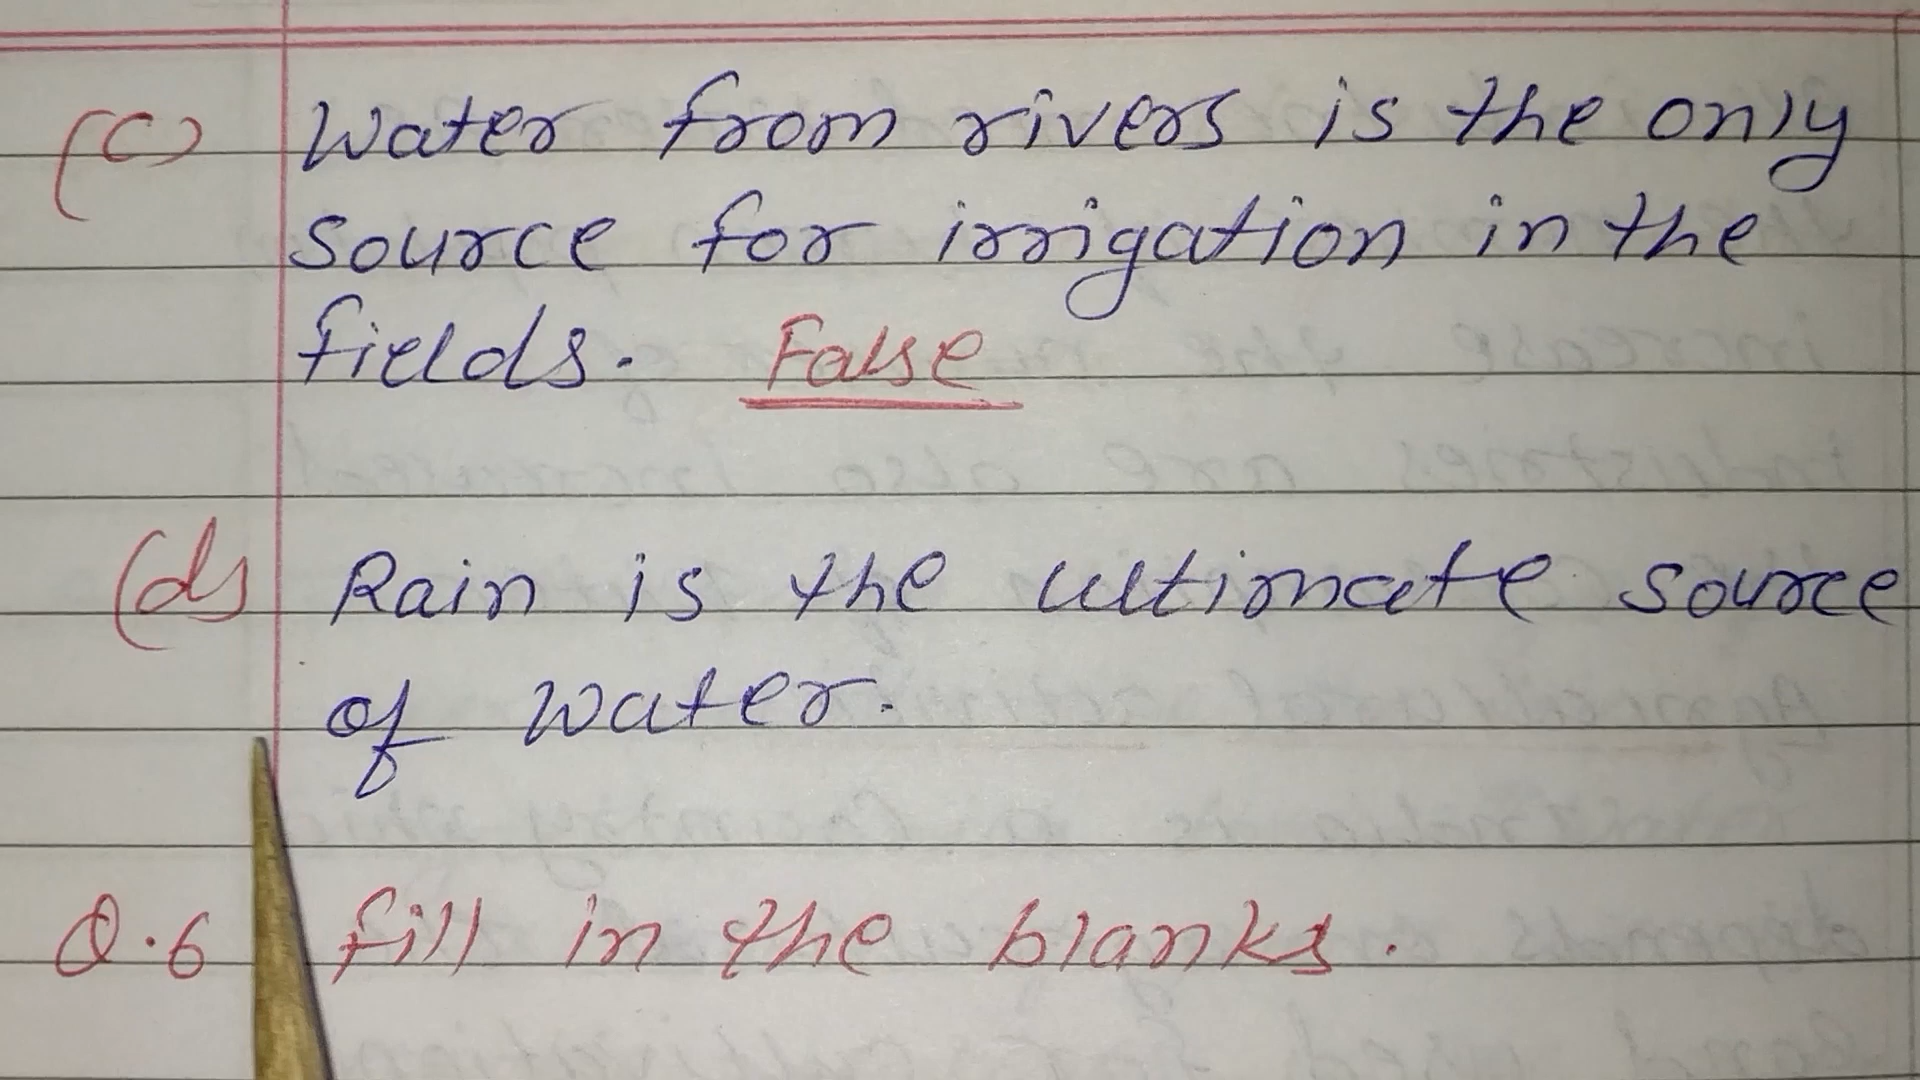 (c) Water from rivers is the only
source for irrigation in the
fields. False
(d) Rain is the ultimate source
of water.
Q.6 fill in the blanks.